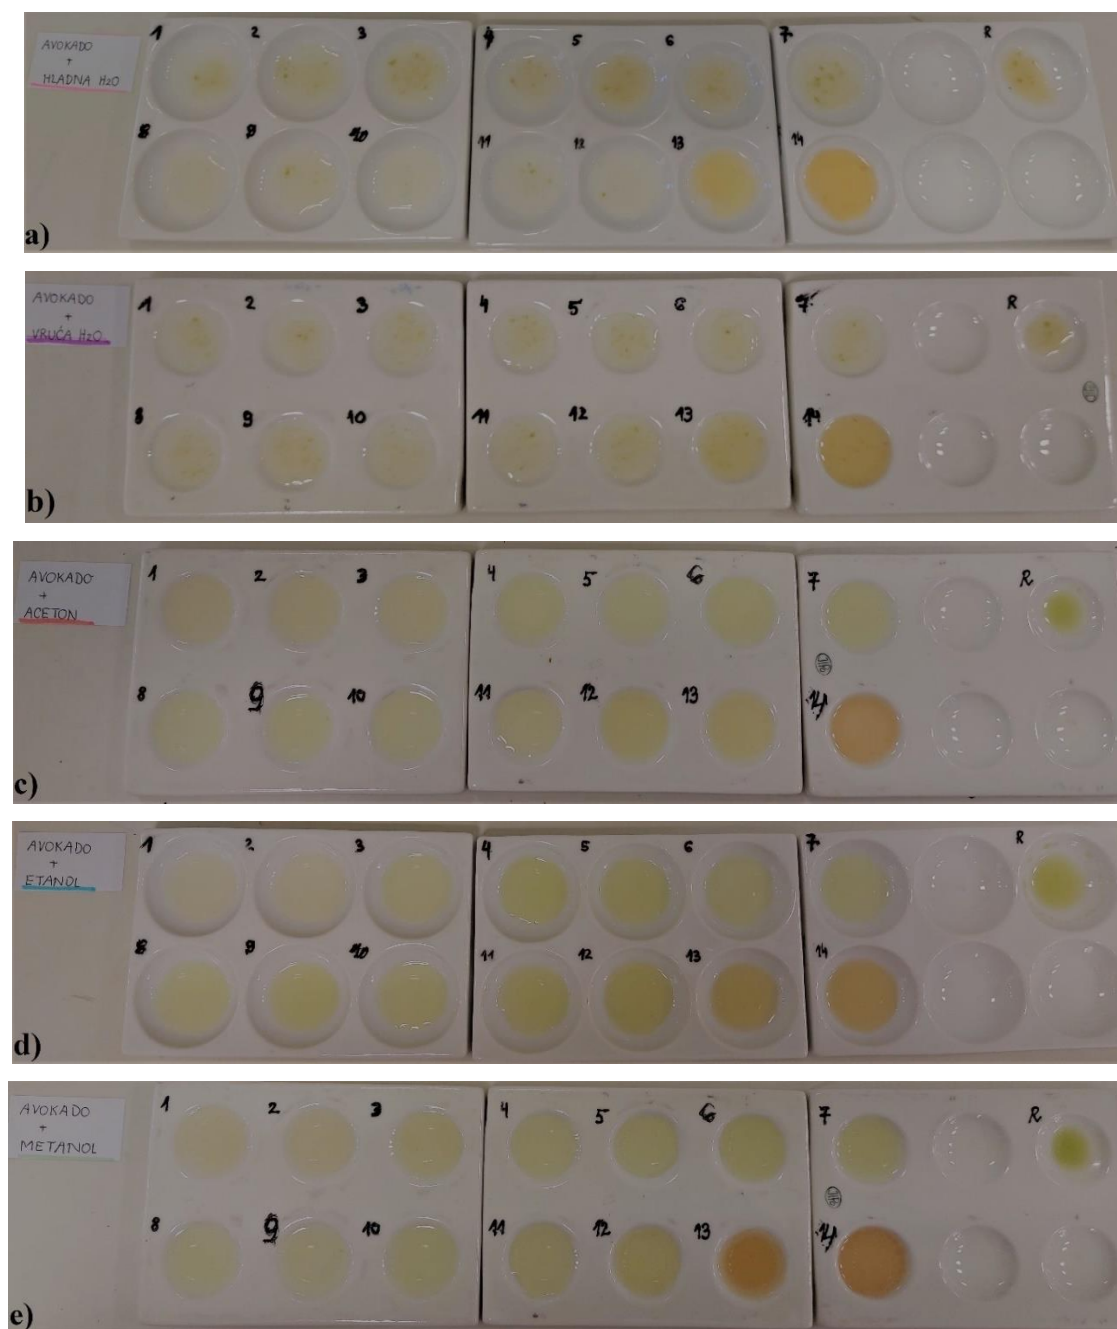 AVOKADO
+
HLADNA H2O
1 2 3 4 5 6 7 R
8 9 10 11 12 13 14
a)
AVOKADO
+
VRUĆA H2O
1 2 3 4 5 6 7 R
8 9 10 11 12 13 14
b)
AVOKADO
+
ACETON
1 2 3 4 5 6 7 R
8 9 10 11 12 13 14
c)
AVOKADO
+
ETANOL
1 2 3 4 5 6 7 R
8 9 10 11 12 13 14
d)
AVOKADO
+
METANOL
1 2 3 4 5 6 7 R
8 9 10 11 12 13 14
e)